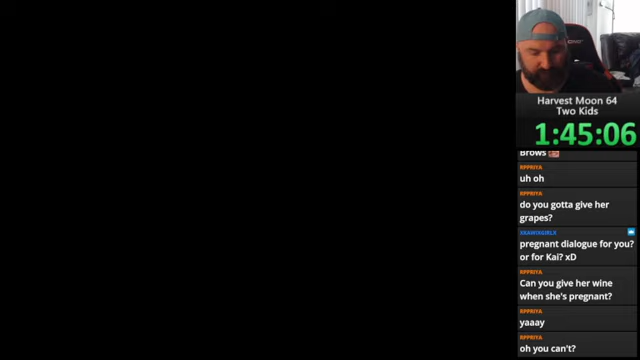 Harvest Moon 64
Two Kids
1:45:06
Brows
RPPRIYA
uh oh
RPPRIYA
do you gotta give her
grapes?
XXAWIXGIRLX
pregnant dialogue for you?
or for Kai? xD
RPPRIYA
Can you give her wine
when she's pregnant?
RPPRIYA
yaaay
RPPRIYA
oh you can't?